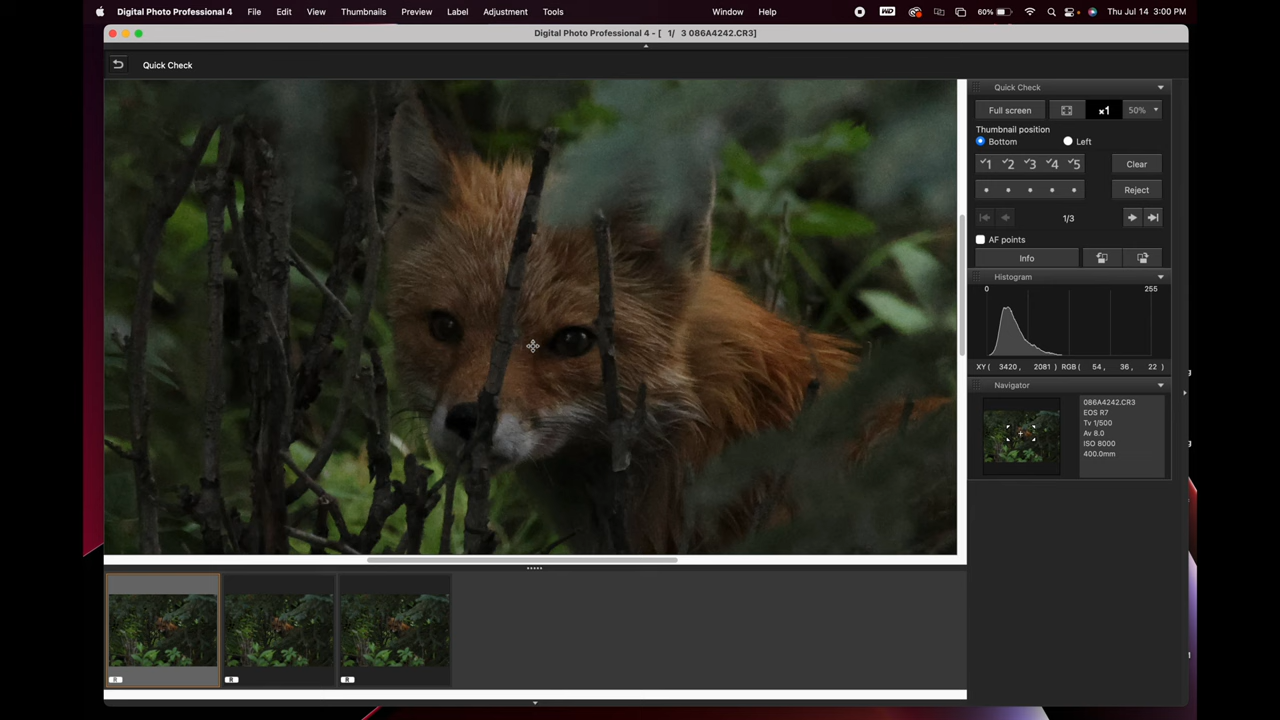 Digital Photo Professional 4 File Edit View Thumbnails Preview Label Adjustment Tools Window Help WD 60% Thu Jul 14 3:00 PM
Digital Photo Professional 4 - [ 1/ 3 086A4242.CR3]
Quick Check
Quick Check
Full screen x1 50%
Thumbnail position
Bottom Left
1 2 3 4 5 Clear
Reject
1/3
AF points
Info
Histogram
0 255
XY( 3420, 2081 ) RGB( 54, 36, 22 )
Navigator
086A4242.CR3
EOS R7
Tv 1/500
Av 8.0
ISO 8000
400.0mm
R R R